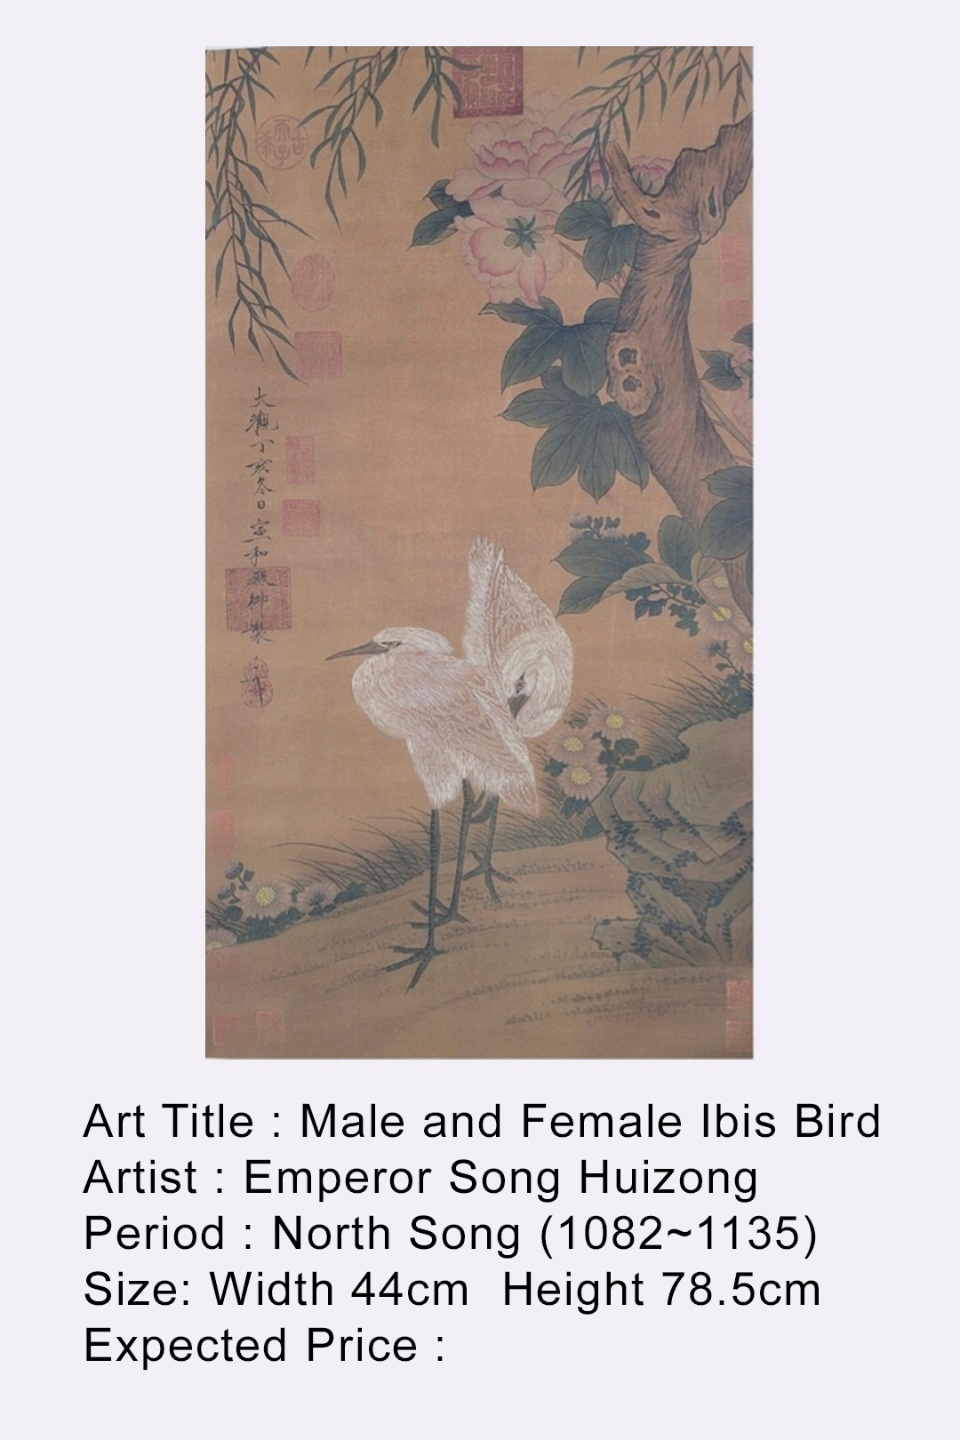 大觀丁亥冬日宣和殿御製
Art Title : Male and Female Ibis Bird
Artist : Emperor Song Huizong
Period : North Song (1082~1135)
Size: Width 44cm  Height 78.5cm
Expected Price :